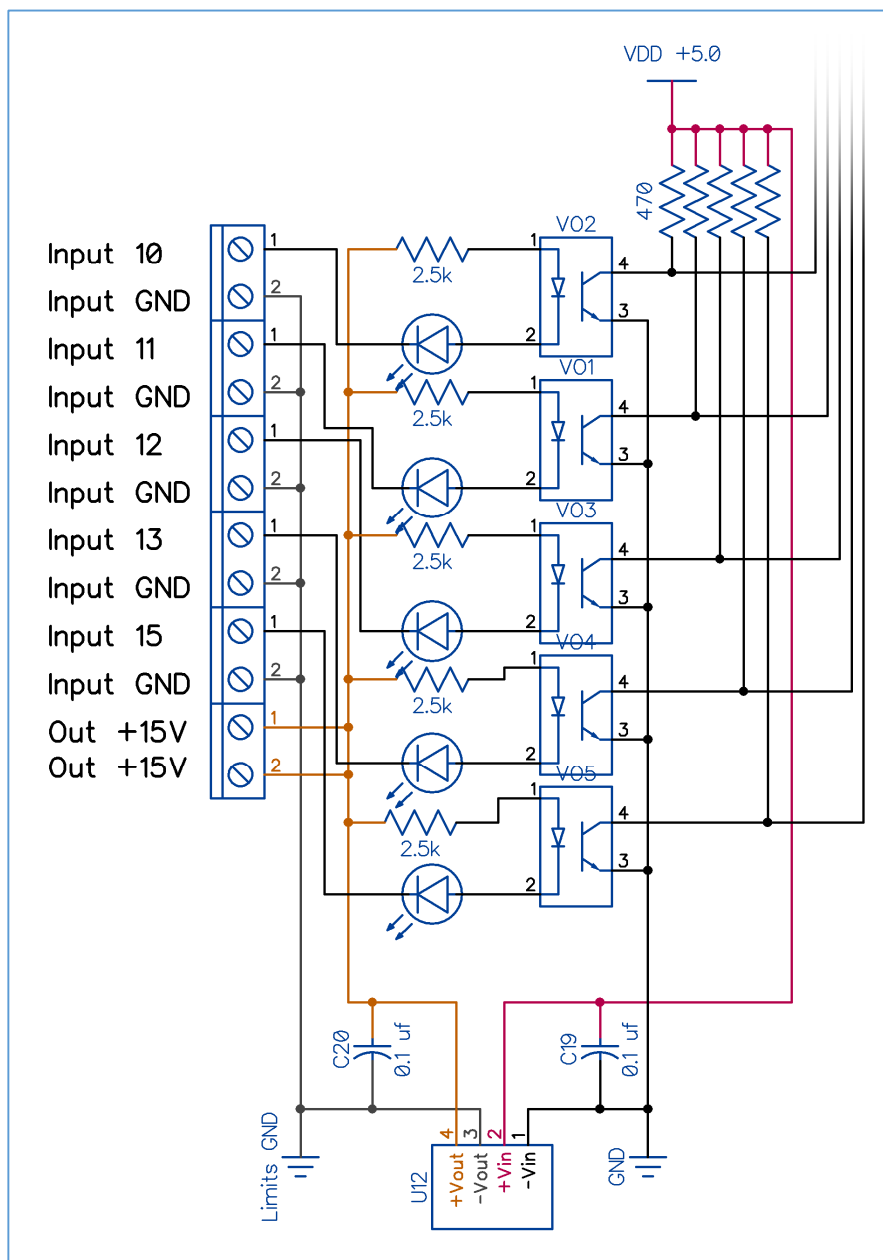 VDD +5.0
470
Input 10
Input GND
Input 11
Input GND
Input 12
Input GND
Input 13
Input GND
Input 15
Input GND
Out +15V
Out +15V
1
2
1
2
1
2
1
2
1
2
1
2
VO2
1
2
4
3
2.5k
VO1
1
2
4
3
2.5k
VO3
1
2
4
3
2.5k
VO4
1
2
4
3
2.5k
VO5
1
2
4
3
2.5k
C20
0.1 uf
C19
0.1 uf
Limits GND
GND
U12
4
3
2
1
+Vout
-Vout
+Vin
-Vin